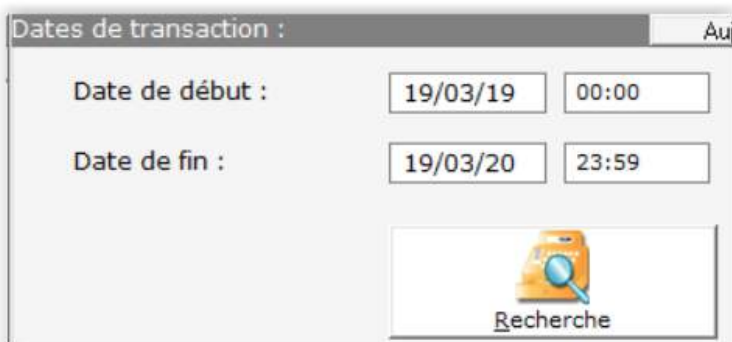 Dates de transaction :
Date de début : 19/03/19 00:00
Date de fin : 19/03/20 23:59
Recherche